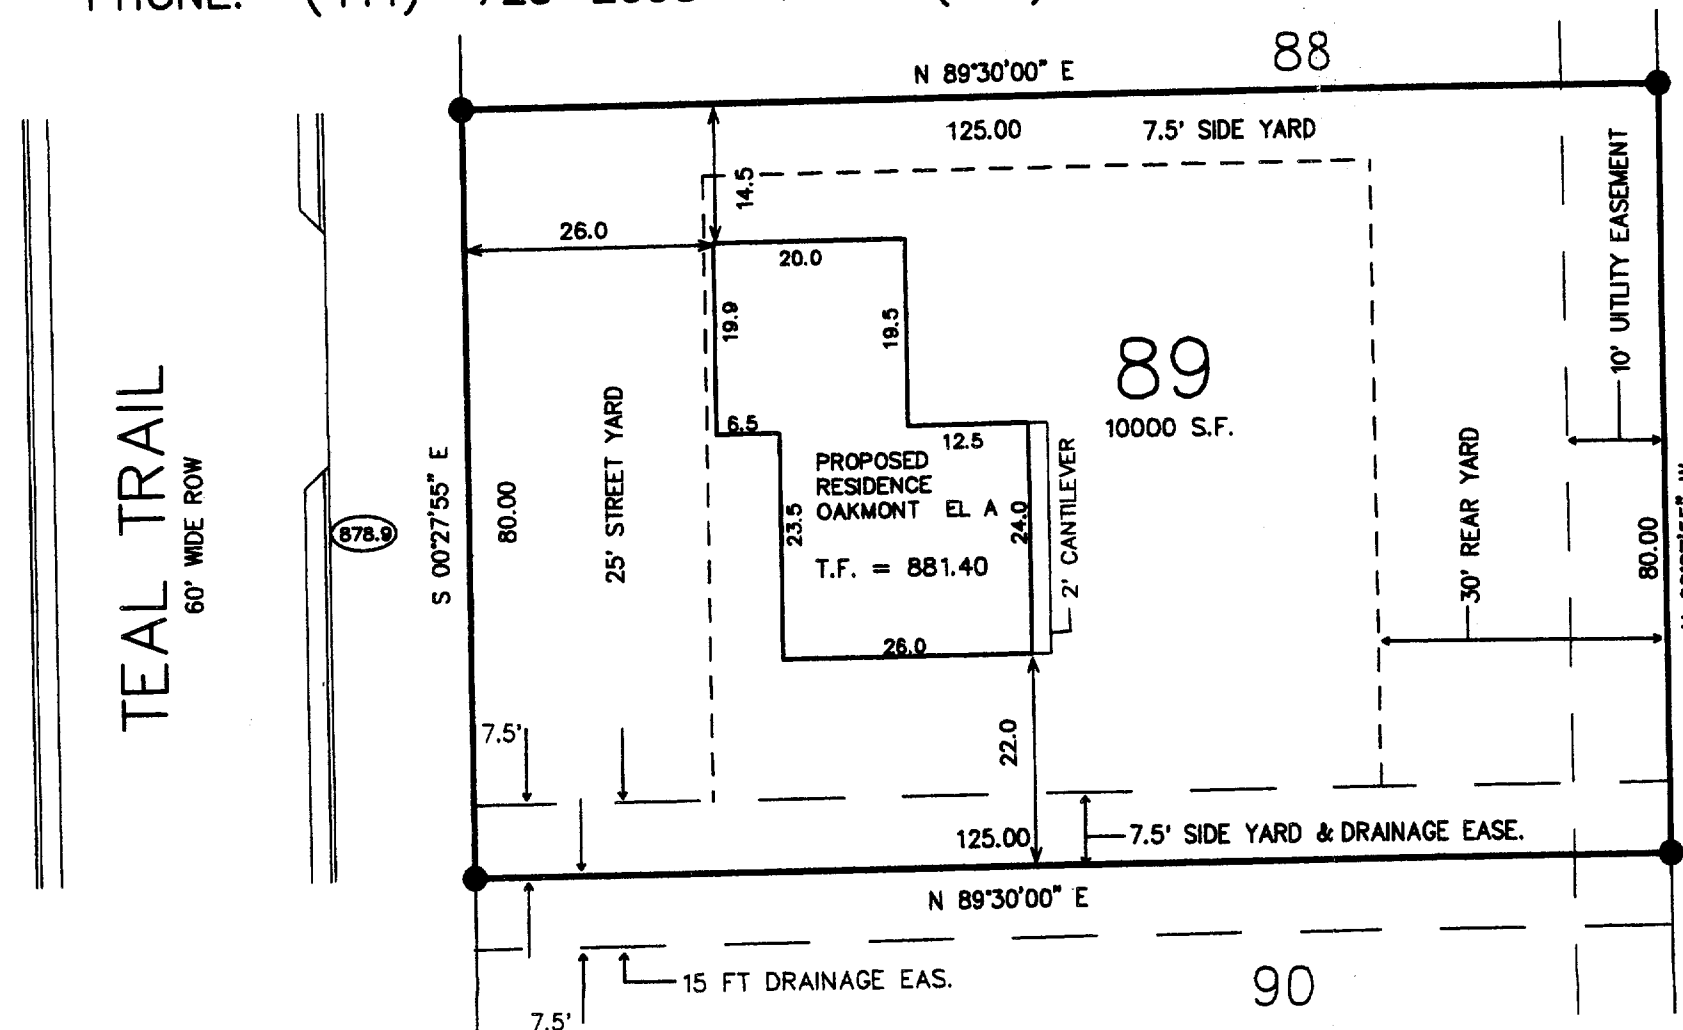 88
N 89°30'00" E
125.00
7.5' SIDE YARD
14.5
26.0
20.0
19.9
19.5
10' UITLITY EASEMENT
89
10000 S.F.
6.5
12.5
PROPOSED
RESIDENCE
OAKMONT EL A
T.F. = 881.40
23.5
24.0
2' CANTILEVER
26.0
TEAL TRAIL
60' WIDE ROW
878.9
S 00°27'55" E
80.00
25' STREET YARD
30' REAR YARD
80.00
7.5'
22.0
125.00
7.5' SIDE YARD & DRAINAGE EASE.
N 89°30'00" E
15 FT DRAINAGE EAS.
90
7.5'